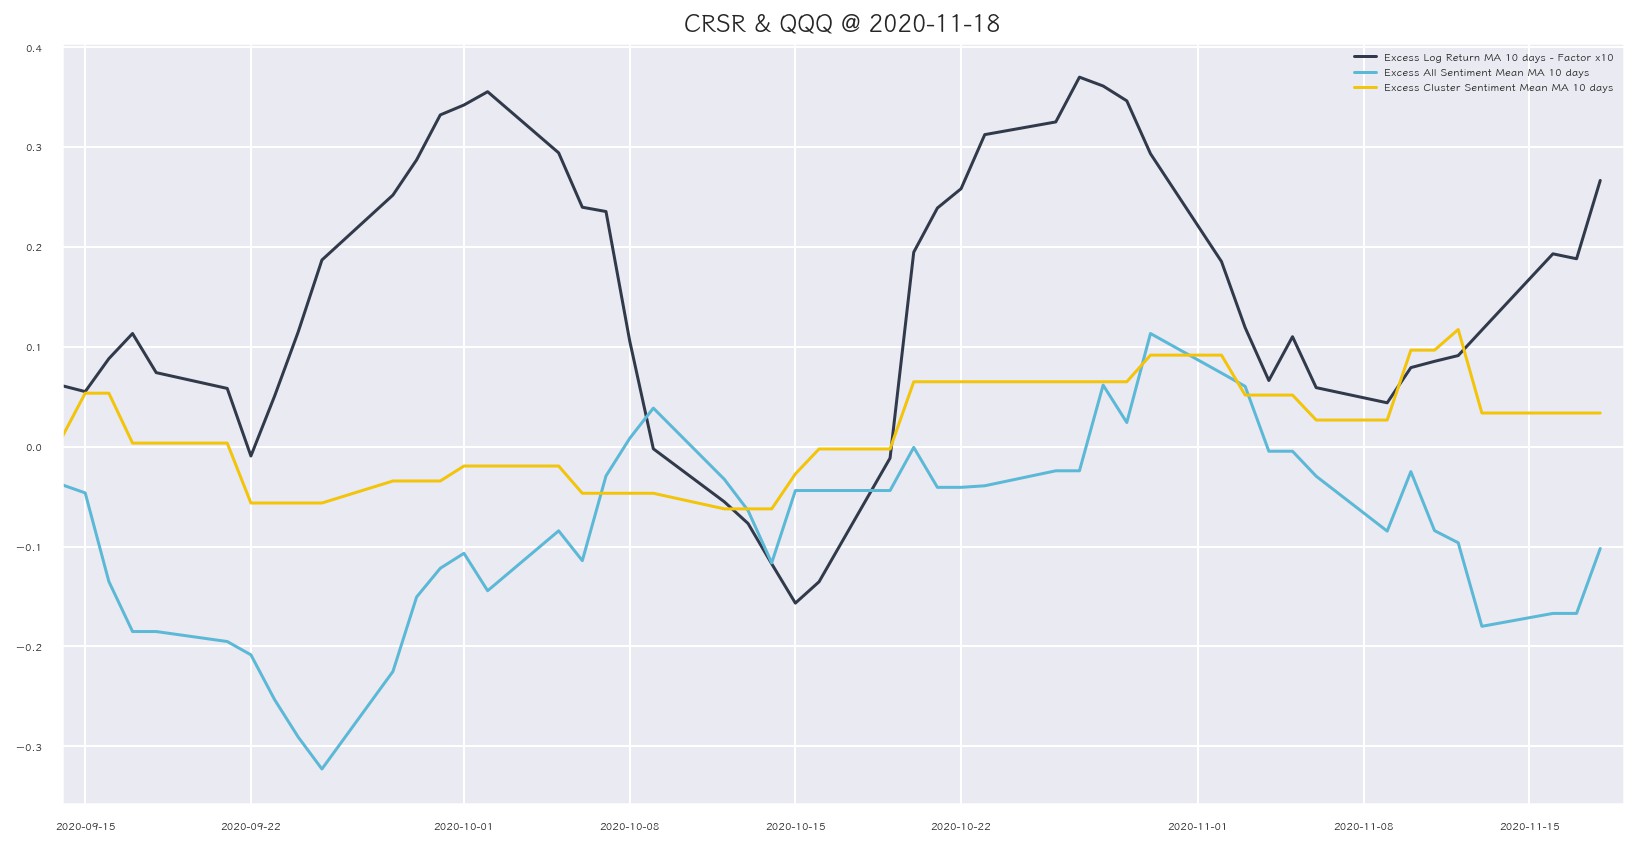 CRSR & QQQ @ 2020-11-18
Excess Log Return MA 10 days - Factor x10
Excess All Sentiment Mean MA 10 days
Excess Cluster Sentiment Mean MA 10 days
0.4
0.3
0.2
0.1
0.0
−0.1
−0.2
−0.3
2020-09-15 2020-09-22 2020-10-01 2020-10-08 2020-10-15 2020-10-22 2020-11-01 2020-11-08 2020-11-15